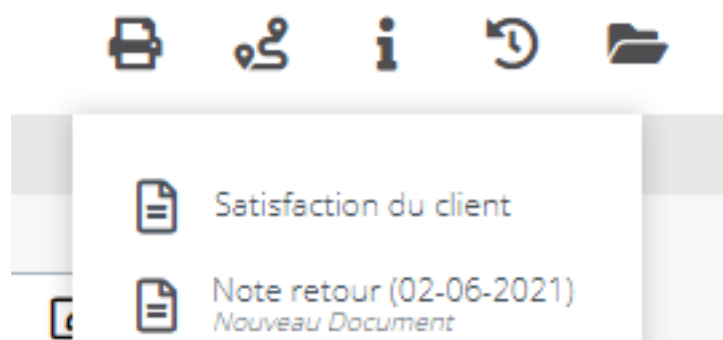 Satisfaction du client
Note retour (02-06-2021)
Nouveau Document